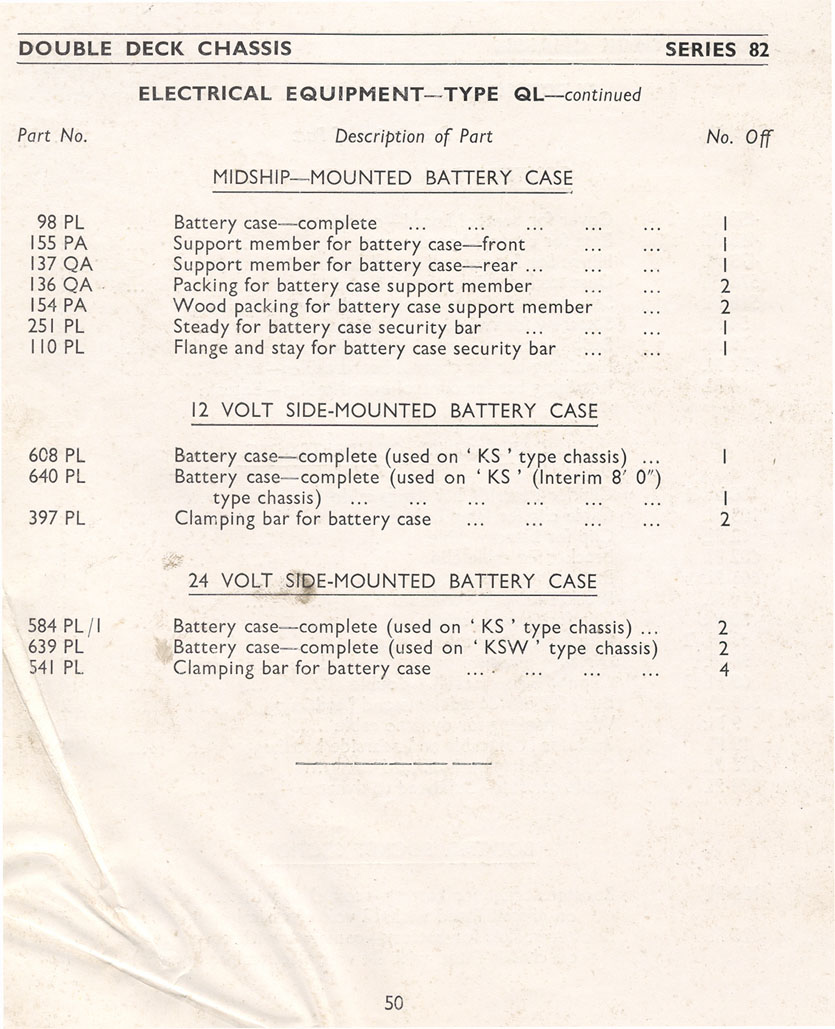 DOUBLE DECK CHASSIS SERIES 82
ELECTRICAL EQUIPMENT—TYPE QL—continued
Part No. Description of Part No. Off
MIDSHIP—MOUNTED BATTERY CASE
98 PL Battery case—complete ... ... ... ... ... 1
155 PA Support member for battery case—front ... ... 1
137 QA Support member for battery case—rear ... ... ... 1
136 QA Packing for battery case support member ... ... 2
154 PA Wood packing for battery case support member ... 2
251 PL Steady for battery case security bar ... ... ... 1
110 PL Flange and stay for battery case security bar ... ... 1
12 VOLT SIDE-MOUNTED BATTERY CASE
608 PL Battery case—complete (used on ‘ KS ’ type chassis) ... 1
640 PL Battery case—complete (used on ‘ KS ’ (Interim 8′ 0″)
type chassis) ... ... ... ... ... ... 1
397 PL Clamping bar for battery case ... ... ... ... 2
24 VOLT SIDE-MOUNTED BATTERY CASE
584 PL/1 Battery case—complete (used on ‘ KS ’ type chassis) ... 2
639 PL Battery case—complete (used on ‘ KSW ’ type chassis) 2
541 PL Clamping bar for battery case ... ... ... ... 4
50